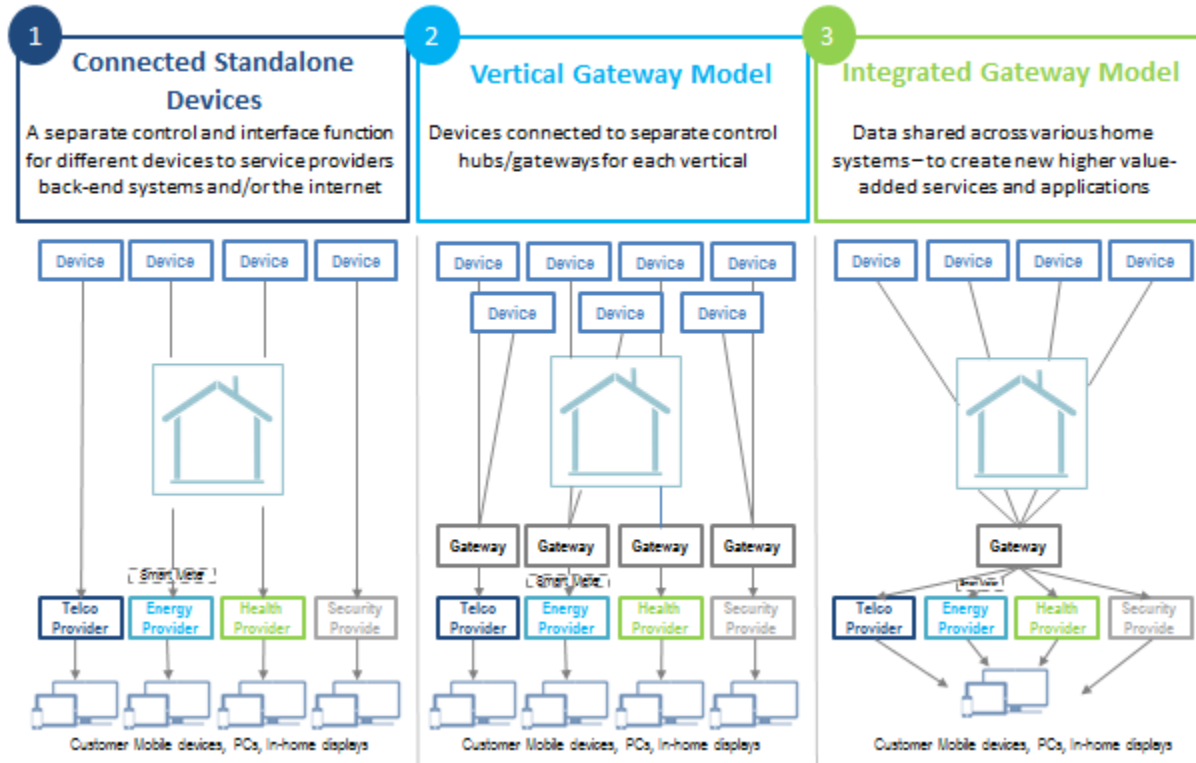 1
Connected Standalone
Devices
A separate control and interface function
for different devices to service providers
back-end systems and/or the internet
2
Vertical Gateway Model
Devices connected to separate control
hubs/gateways for each vertical
3
Integrated Gateway Model
Data shared across various home
systems – to create new higher value-
added services and applications
Device
Device
Device
Device
Smart Meter
Telco
Provider
Energy
Provider
Health
Provider
Security
Provide
Customer Mobile devices, PCs, In-home displays
Device
Device
Device
Device
Device
Device
Device
Gateway
Gateway
Gateway
Gateway
Smart Meter
Telco
Provider
Energy
Provider
Health
Provider
Security
Provide
Customer Mobile devices, PCs, In-home displays
Device
Device
Device
Device
Gateway
Telco
Provider
Energy
Provider
Health
Provider
Security
Provide
Customer Mobile devices, PCs, In-home displays